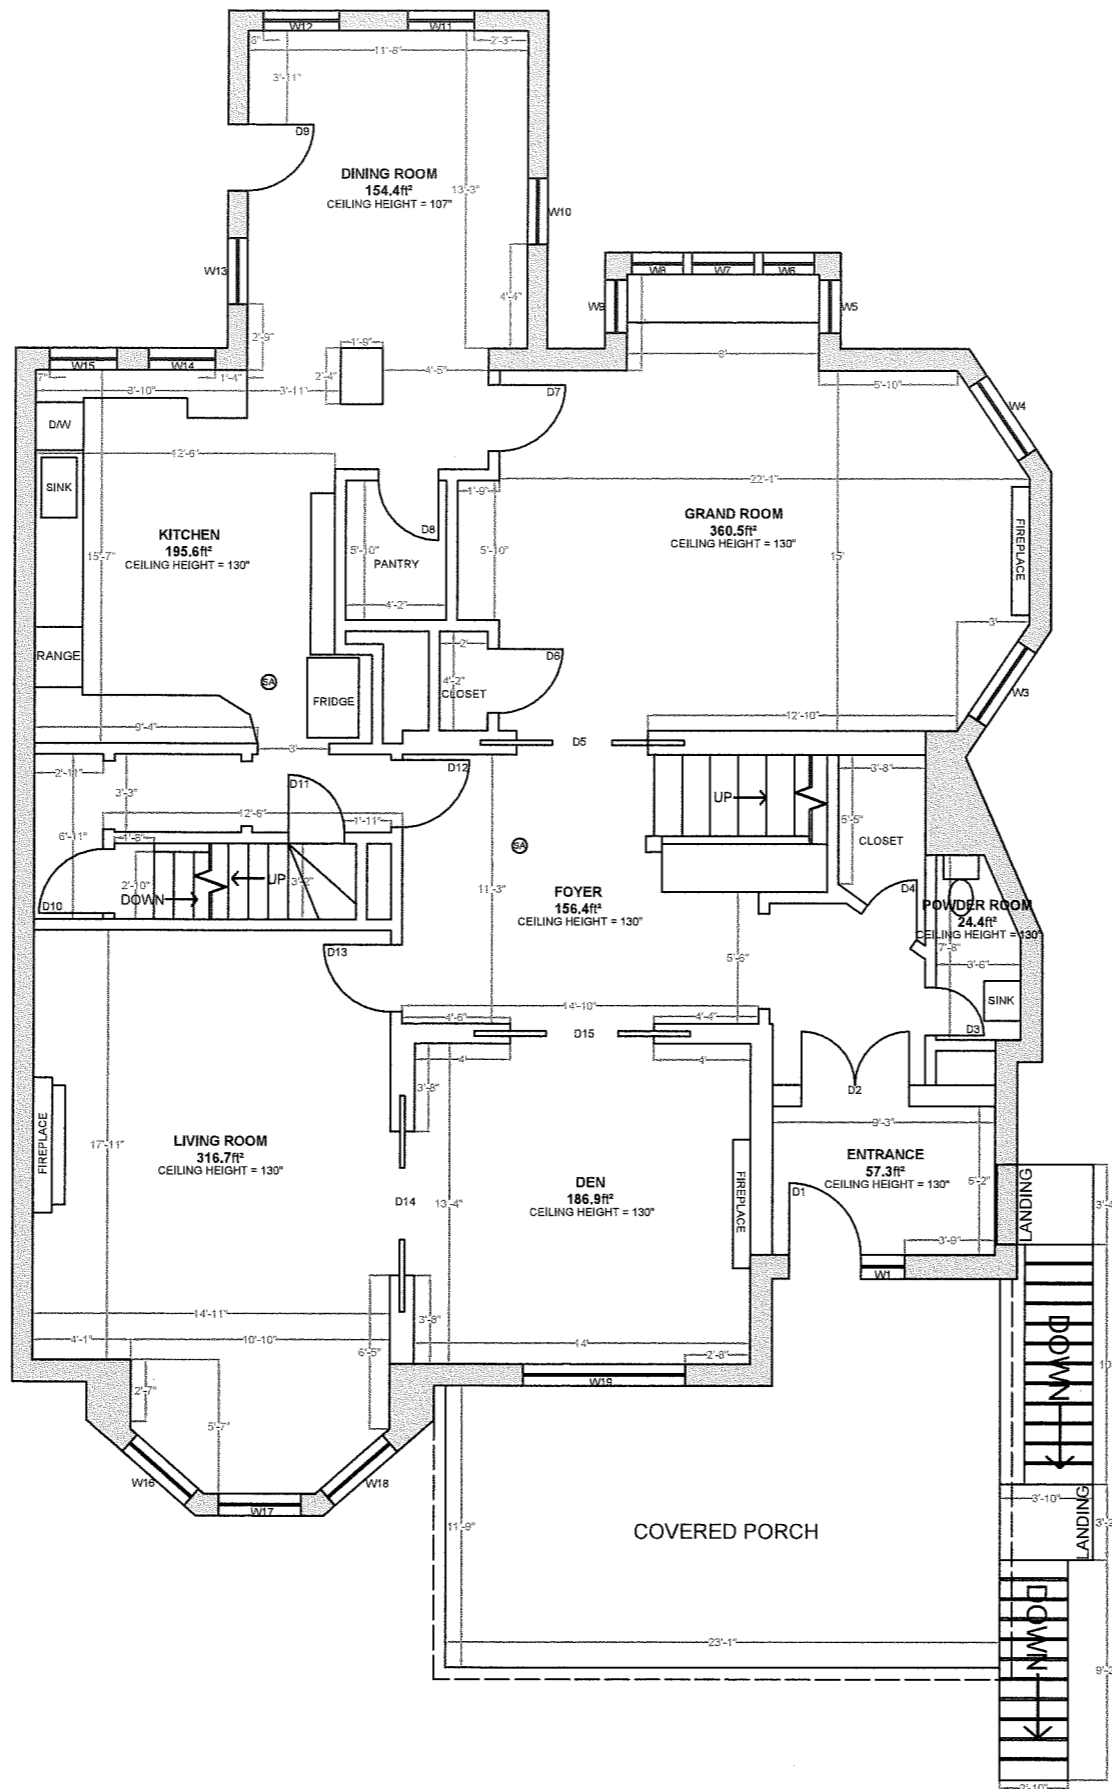 W12
W11
6"
2'-3"
11'-8"
3'-11"
D9
DINING ROOM
154.4ft²
CEILING HEIGHT = 107"
13'-3"
W10
W13
4'-4"
2'-9"
W8
W7
W6
W9
W5
W15
W14
7"
1'-4"
8'-10"
3'-11"
1'-9"
2'-4"
4'-5"
D7
8'
5'-10"
W4
D/W
SINK
12'-6"
KITCHEN
195.6ft²
CEILING HEIGHT = 130"
15'-7"
RANGE
SA
FRIDGE
9'-4"
3'
D8
5'-10"
PANTRY
4'-2"
1'-9"
5'-10"
22'-1"
GRAND ROOM
360.5ft²
CEILING HEIGHT = 130"
15'
FIREPLACE
3'
W3
2'
D6
4'-2"
CLOSET
12'-10"
D5
2'-11"
3'-3"
D11
D12
12'-6"
1'-11"
6'-11"
1'-8"
2'-10"
DOWN
UP
3'-2"
D10
UP
3'-8"
5'-5"
CLOSET
SA
11'-3"
FOYER
156.4ft²
CEILING HEIGHT = 130"
D4
POWDER ROOM
24.4ft²
CEILING HEIGHT = 130"
7'-8"
3'-6"
SINK
D3
D13
5'-6"
14'-10"
4'-6"
4'-4"
D15
4'
4'
3'-8"
D2
9'-3"
ENTRANCE
57.3ft²
CEILING HEIGHT = 130"
D1
5'-2"
3'-9"
W1
FIREPLACE
17'-11"
LIVING ROOM
316.7ft²
CEILING HEIGHT = 130"
D14
13'-4"
DEN
186.9ft²
CEILING HEIGHT = 130"
FIREPLACE
LANDING
DOWN
14'-11"
4'-1"
10'-10"
6'-5"
3'-8"
14'
2'-8"
W19
2'-7"
5'-7"
W16
W17
W18
11'-9"
COVERED PORCH
23'-1"
3'-10"
LANDING
DOWN
2'-10"